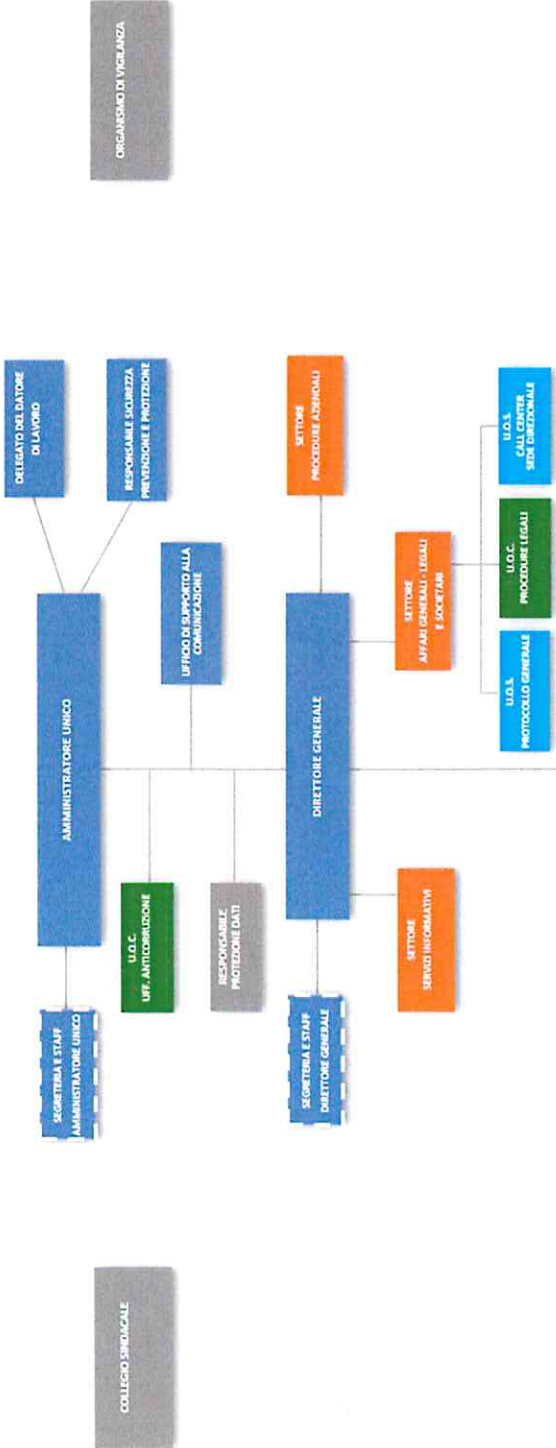 COLLEGIO SINDACALE
ORGANISMO DI VIGILANZA
SEGRETERIA E STAFF
AMMINISTRATORE UNICO
AMMINISTRATORE UNICO
DELEGATO DEL DATORE
DI LAVORO
RESPONSABILE SICUREZZA
PREVENZIONE E PROTEZIONE
U.O.C.
UFF. ANTICORRUZIONE
UFFICIO DI SUPPORTO ALLA
COMUNICAZIONE
RESPONSABILE
PROTEZIONE DATI
SEGRETERIA E STAFF
DIRETTORE GENERALE
DIRETTORE GENERALE
SETTORE
PROCEDURE AZIENDALI
SETTORE
SERVIZI INFORMATIVI
SETTORE
AFFARI GENERALI - LEGALI
E SOCIETARI
U.O.S.
PROTOCOLLO GENERALE
U.O.C.
PROCEDURE LEGALI
U.O.S.
CALL CENTER
SEDE DIREZIONALE